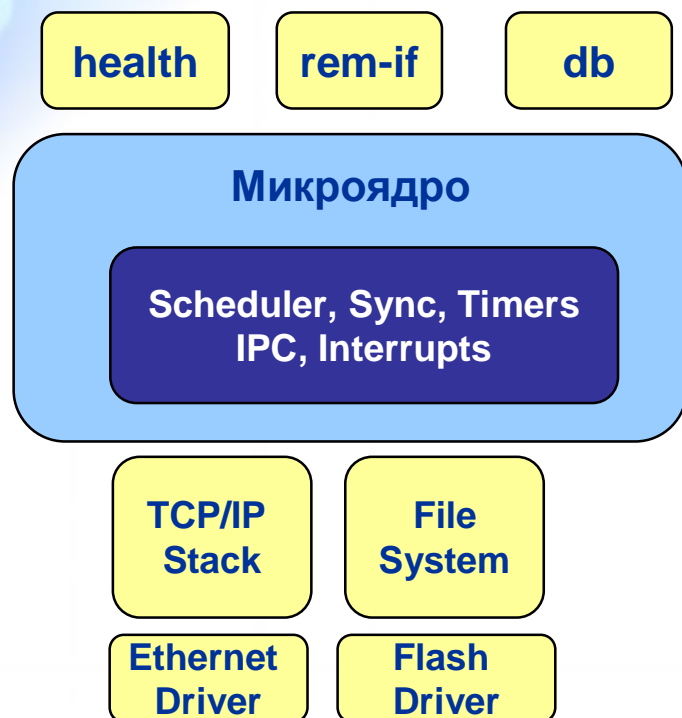 health rem-if db
Микроядро
Scheduler, Sync, Timers
IPC, Interrupts
TCP/IP
Stack
File
System
Ethernet
Driver
Flash
Driver